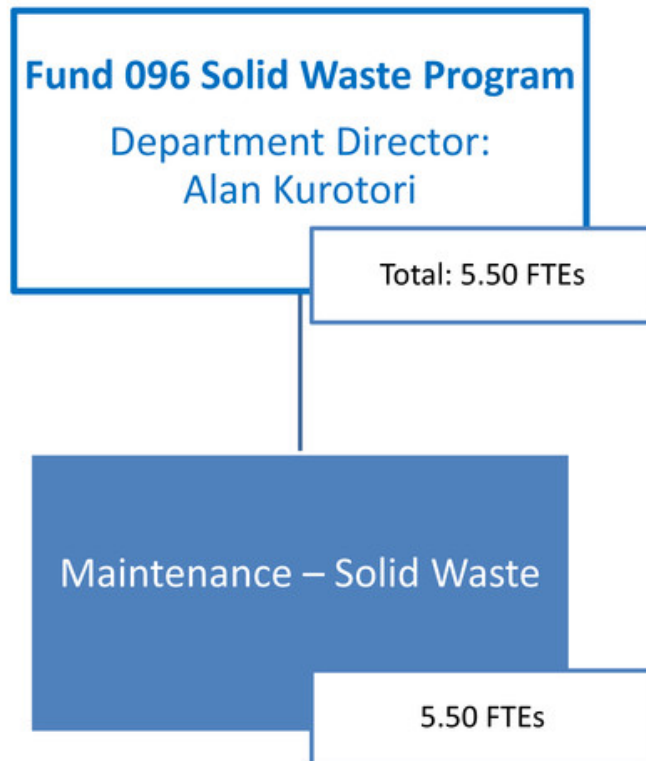 Fund 096 Solid Waste Program
Department Director:
Alan Kurotori
Total: 5.50 FTEs
Maintenance – Solid Waste
5.50 FTEs